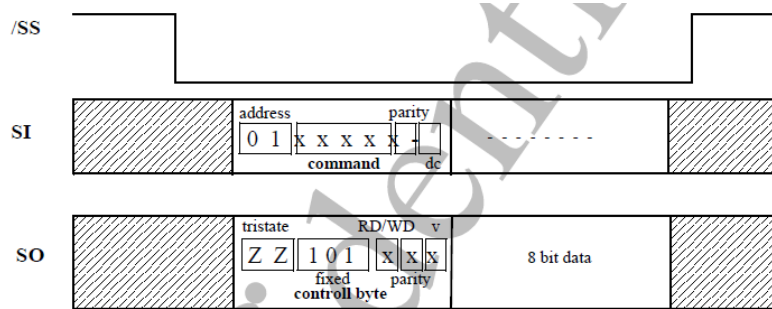 /SS
address parity
SI
0 1 x x x x x - - - - - - - -
command dc
tristate RD/WD v
SO
Z Z 1 0 1 x x x 8 bit data
fixed parity
controll byte